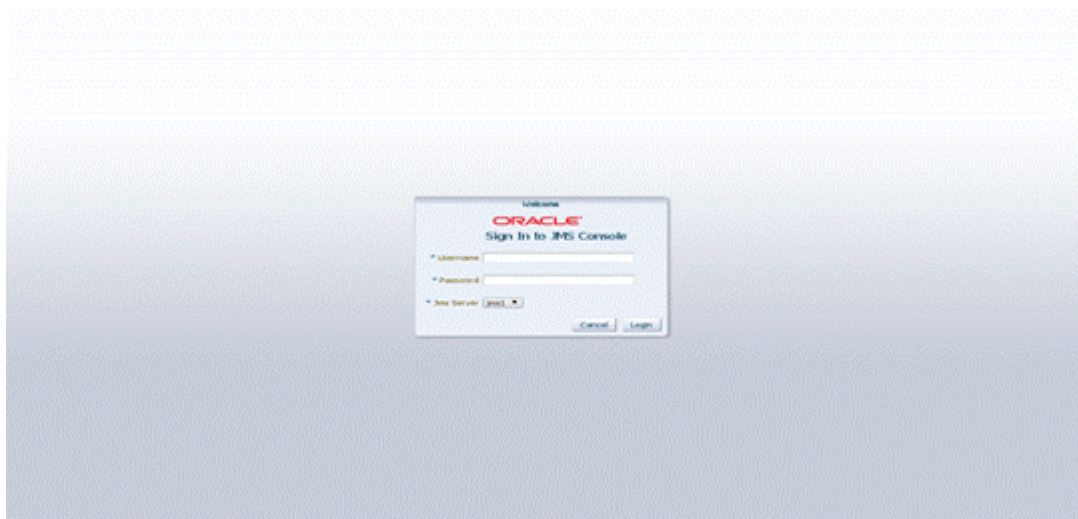 Welcome
ORACLE
Sign In to JMS Console
* Username
* Password
* Jms Server
Cancel Login